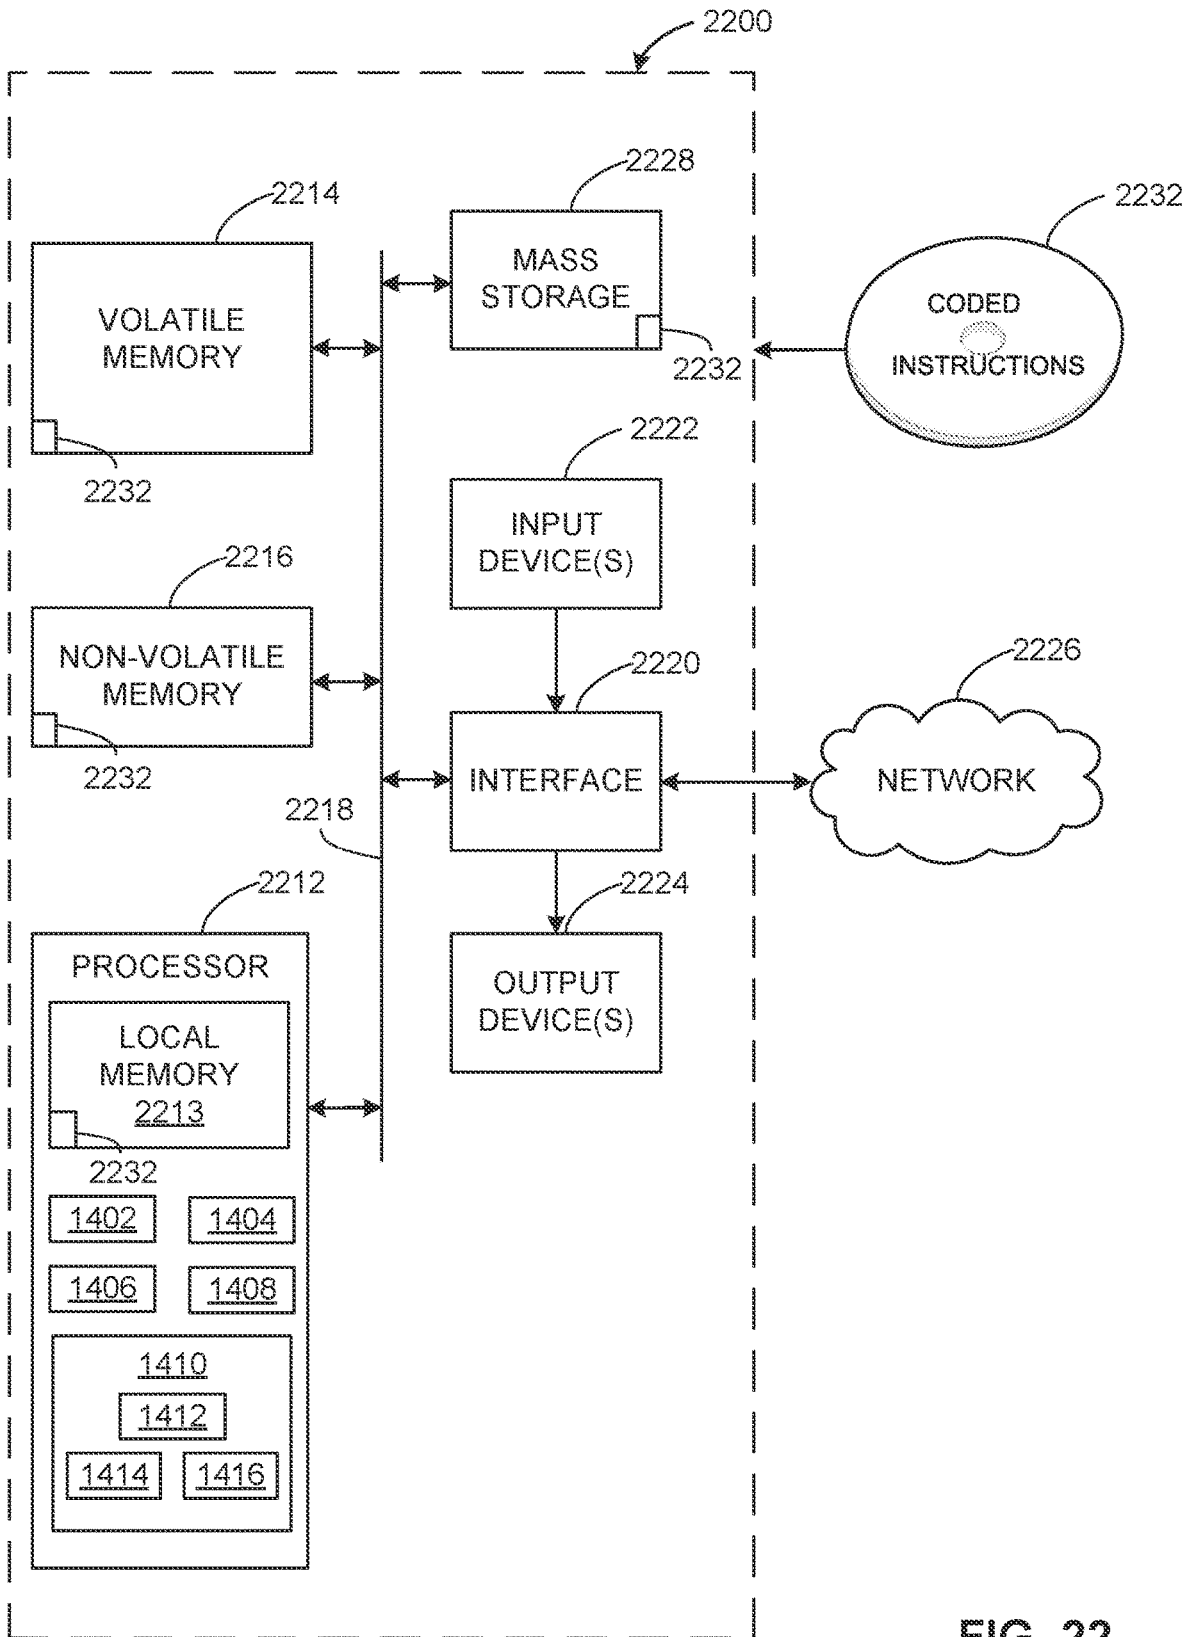 2200
2214
2228
2232
VOLATILE
MEMORY
MASS
STORAGE
CODED
INSTRUCTIONS
2232
2232
2222
INPUT
DEVICE(S)
2216
NON-VOLATILE
MEMORY
2232
2220
INTERFACE
2226
NETWORK
2218
2212
2224
PROCESSOR
LOCAL
MEMORY
2213
2232
OUTPUT
DEVICE(S)
1402
1404
1406
1408
1410
1412
1414
1416
FIG. 22